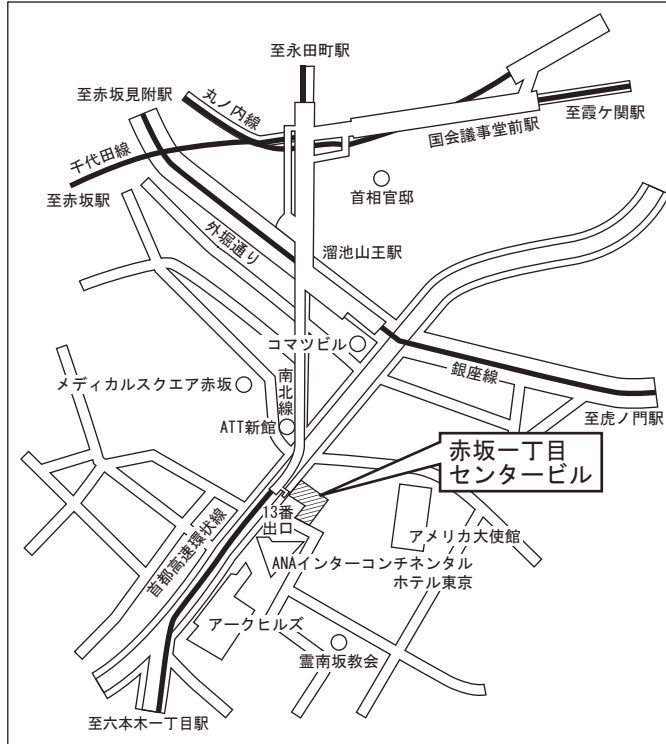 至永田町駅
至赤坂見附駅
丸ノ内線
国会議事堂前駅
至霞ケ関駅
千代田線
至赤坂駅
首相官邸
外堀通り
溜池山王駅
コマツビル
銀座線
メディカルスクエア赤坂
南北線
ATT新館
至虎ノ門駅
赤坂一丁目
センタービル
13番
出口
首都高速環状線
アメリカ大使館
ANAインターコンチネンタル
ホテル東京
アークヒルズ
霊南坂教会
至六本木一丁目駅